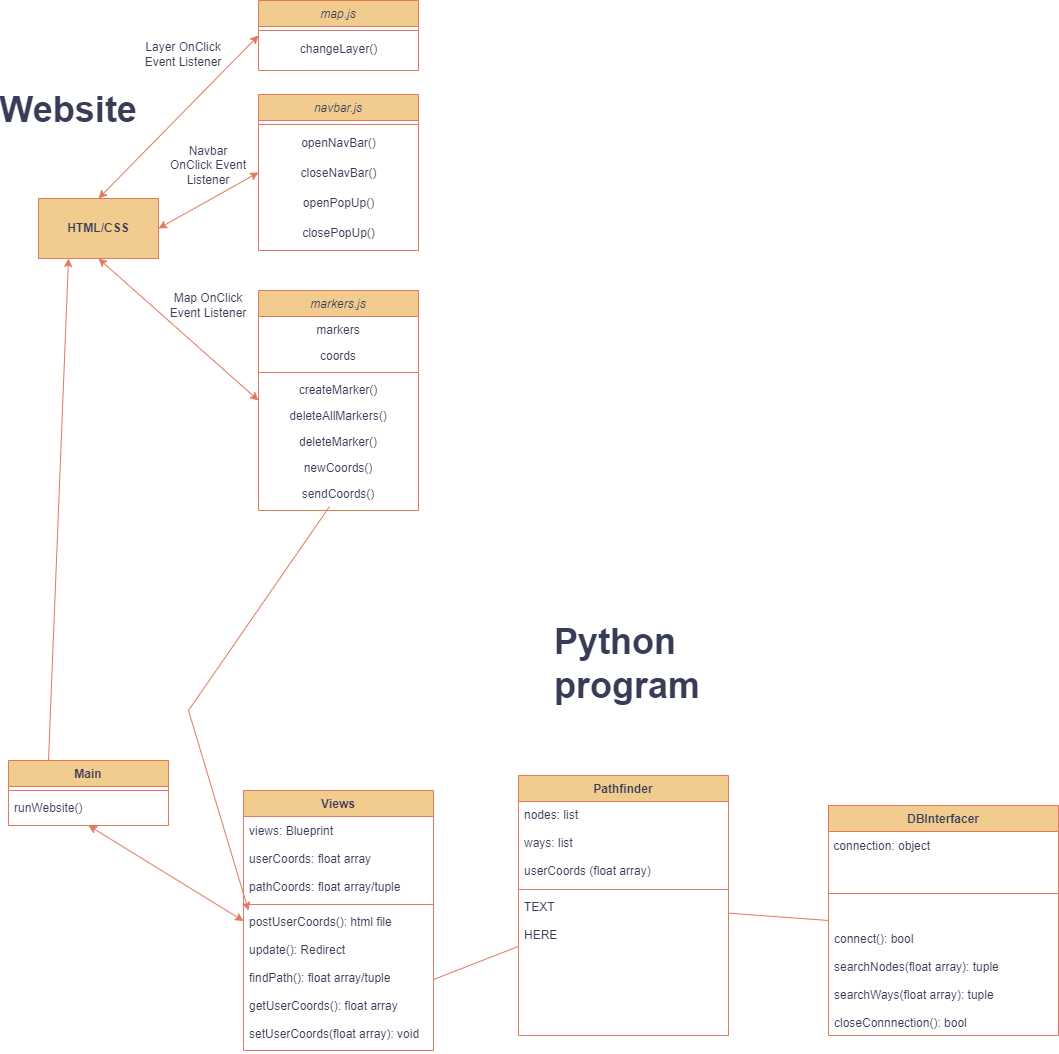 map.js
changeLayer()
Layer OnClick
Event Listener
Website
navbar.js
openNavBar()
closeNavBar()
openPopUp()
closePopUp()
Navbar
OnClick Event
Listener
HTML/CSS
Map OnClick
Event Listener
markers.js
markers
coords
createMarker()
deleteAllMarkers()
deleteMarker()
newCoords()
sendCoords()
Python
program
Main
runWebsite()
Views
views: Blueprint
userCoords: float array
pathCoords: float array/tuple
postUserCoords(): html file
update(): Redirect
findPath(): float array/tuple
getUserCoords(): float array
setUserCoords(float array): void
Pathfinder
nodes: list
ways: list
userCoords (float array)
TEXT
HERE
DBInterfacer
connection: object
connect(): bool
searchNodes(float array): tuple
searchWays(float array): tuple
closeConnnection(): bool